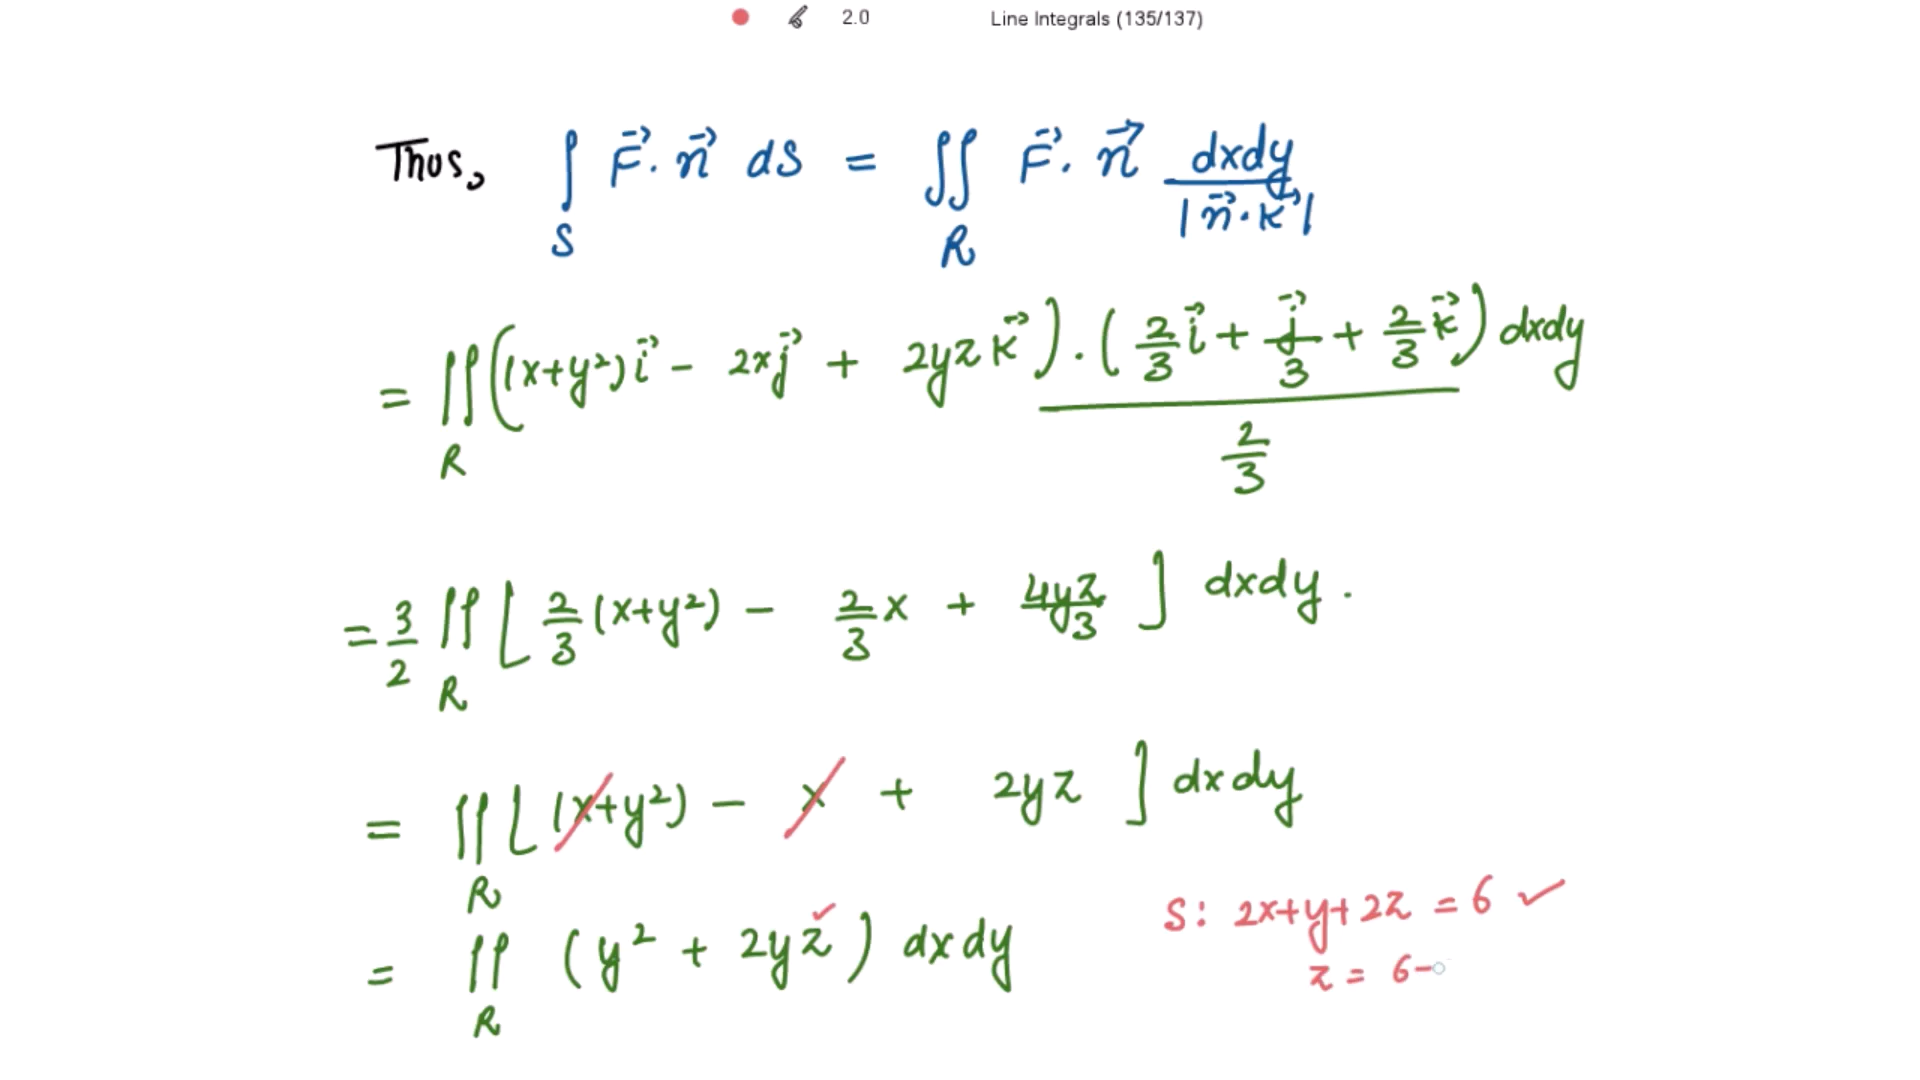 2.0 Line Integrals (135/137)
Thus, ∫_S F⃗. n⃗ dS = ∬_R F⃗. n⃗ dxdy/|n⃗·k⃗|
= ∬_R ((x+y²)i⃗ - 2xj⃗ + 2yzk⃗).(2/3 i⃗ + j⃗/3 + 2/3 k⃗) dxdy / 2/3
= 3/2 ∬_R [2/3 (x+y²) - 2/3 x + 4yz/3] dxdy.
= ∬_R [(x+y²) - x + 2yz] dxdy
S: 2x+y+2z = 6 ✓
= ∬_R (y² + 2yz) dxdy
z = 6-